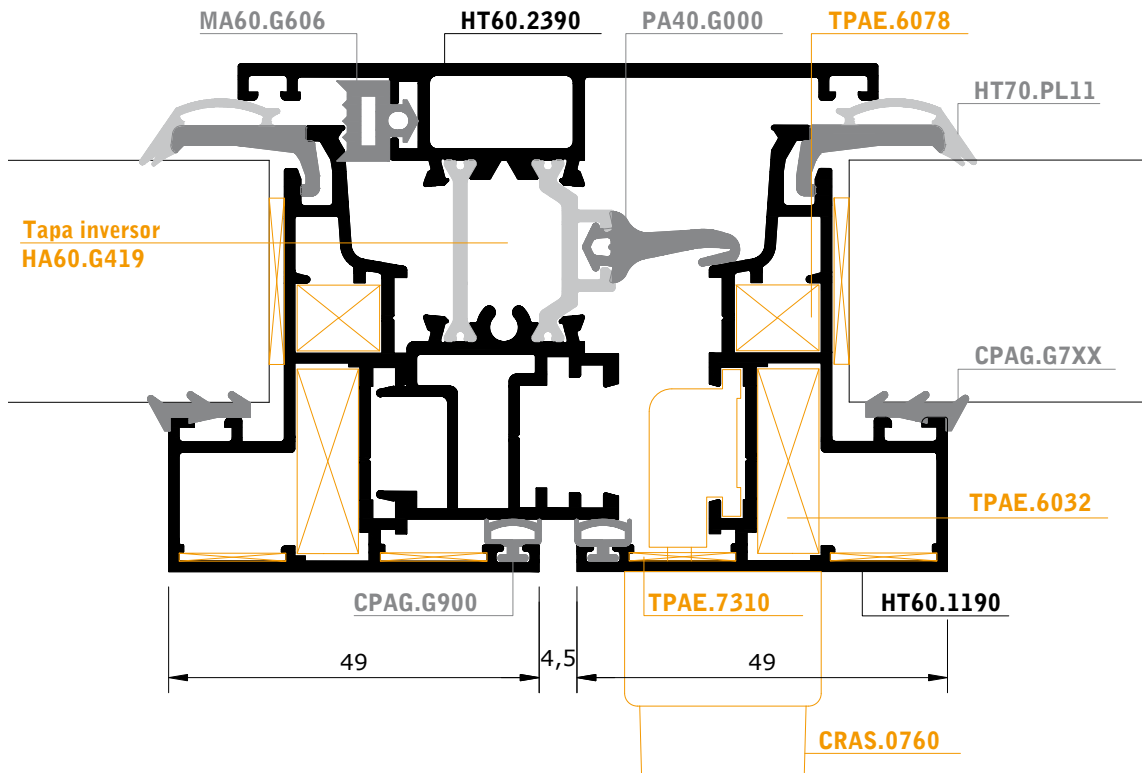 MA60.G606
HT60.2390
PA40.G000
TPAE.6078
HT70.PL11
Tapa inversor
HA60.G419
CPAG.G7XX
TPAE.6032
CPAG.G900
TPAE.7310
HT60.1190
49
4,5
49
CRAS.0760